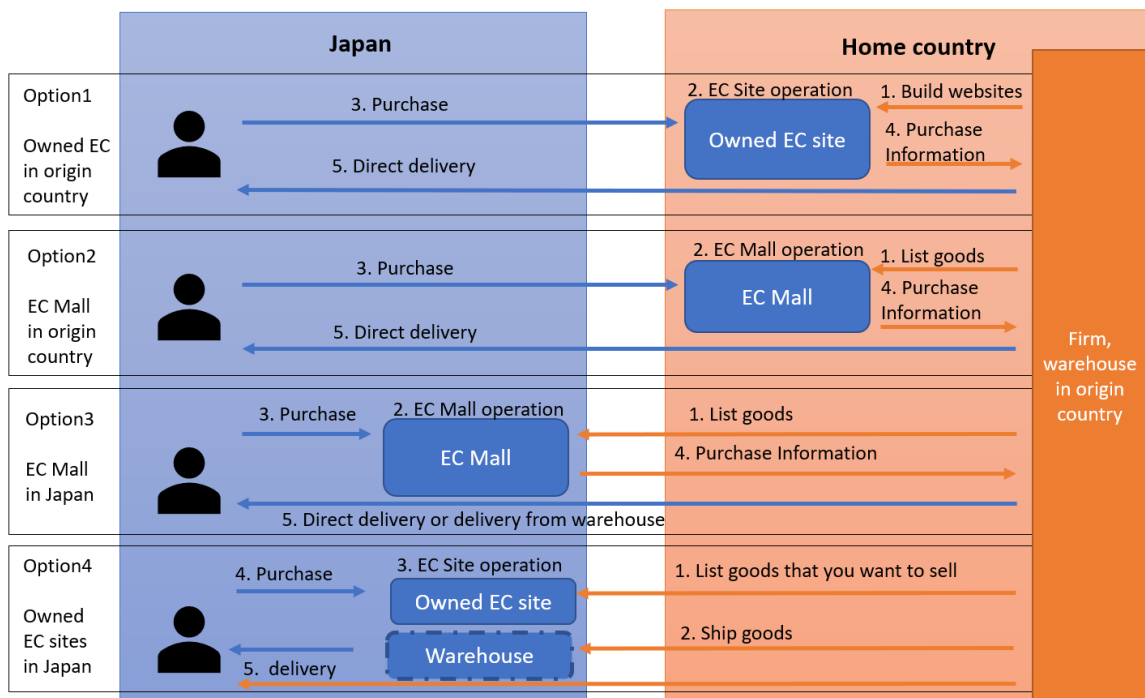 Japan
Home country
Option1
Owned EC
in origin
country
3. Purchase
5. Direct delivery
2. EC Site operation
Owned EC site
1. Build websites
4. Purchase
Information
Option2
EC Mall
in origin
country
3. Purchase
5. Direct delivery
2. EC Mall operation
EC Mall
1. List goods
4. Purchase
Information
Firm,
warehouse
in origin
country
Option3
EC Mall
in Japan
3. Purchase
2. EC Mall operation
EC Mall
1. List goods
4. Purchase Information
5. Direct delivery or delivery from warehouse
Option4
Owned
EC sites
in Japan
4. Purchase
3. EC Site operation
Owned EC site
Warehouse
1. List goods that you want to sell
2. Ship goods
5.  delivery